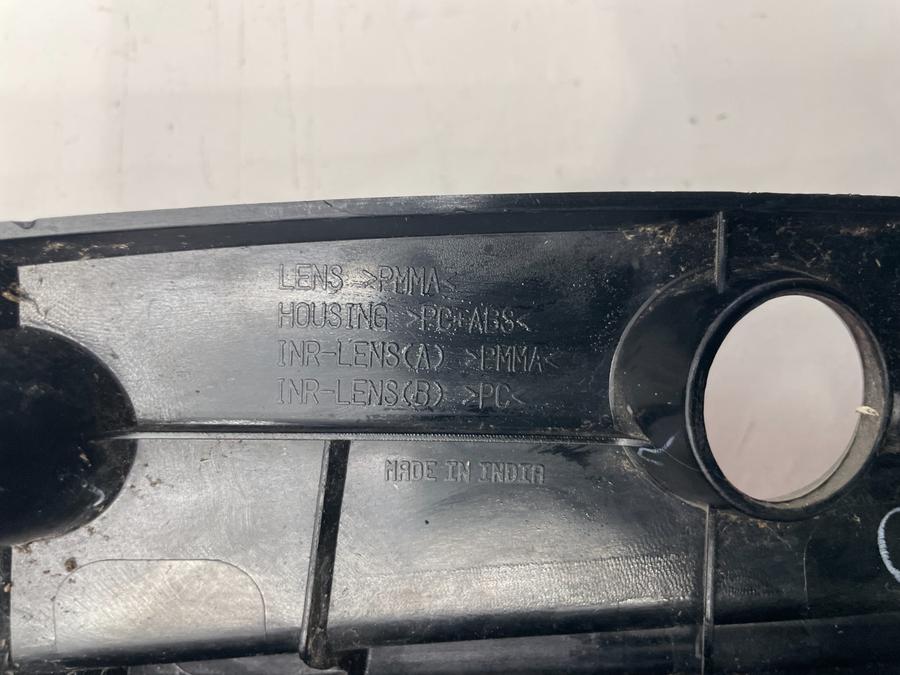 LENS >PMMA<
HOUSING >PC+ABS<
INR-LENS(A) >PMMA<
INR-LENS(B) >PC<
MADE IN INDIA